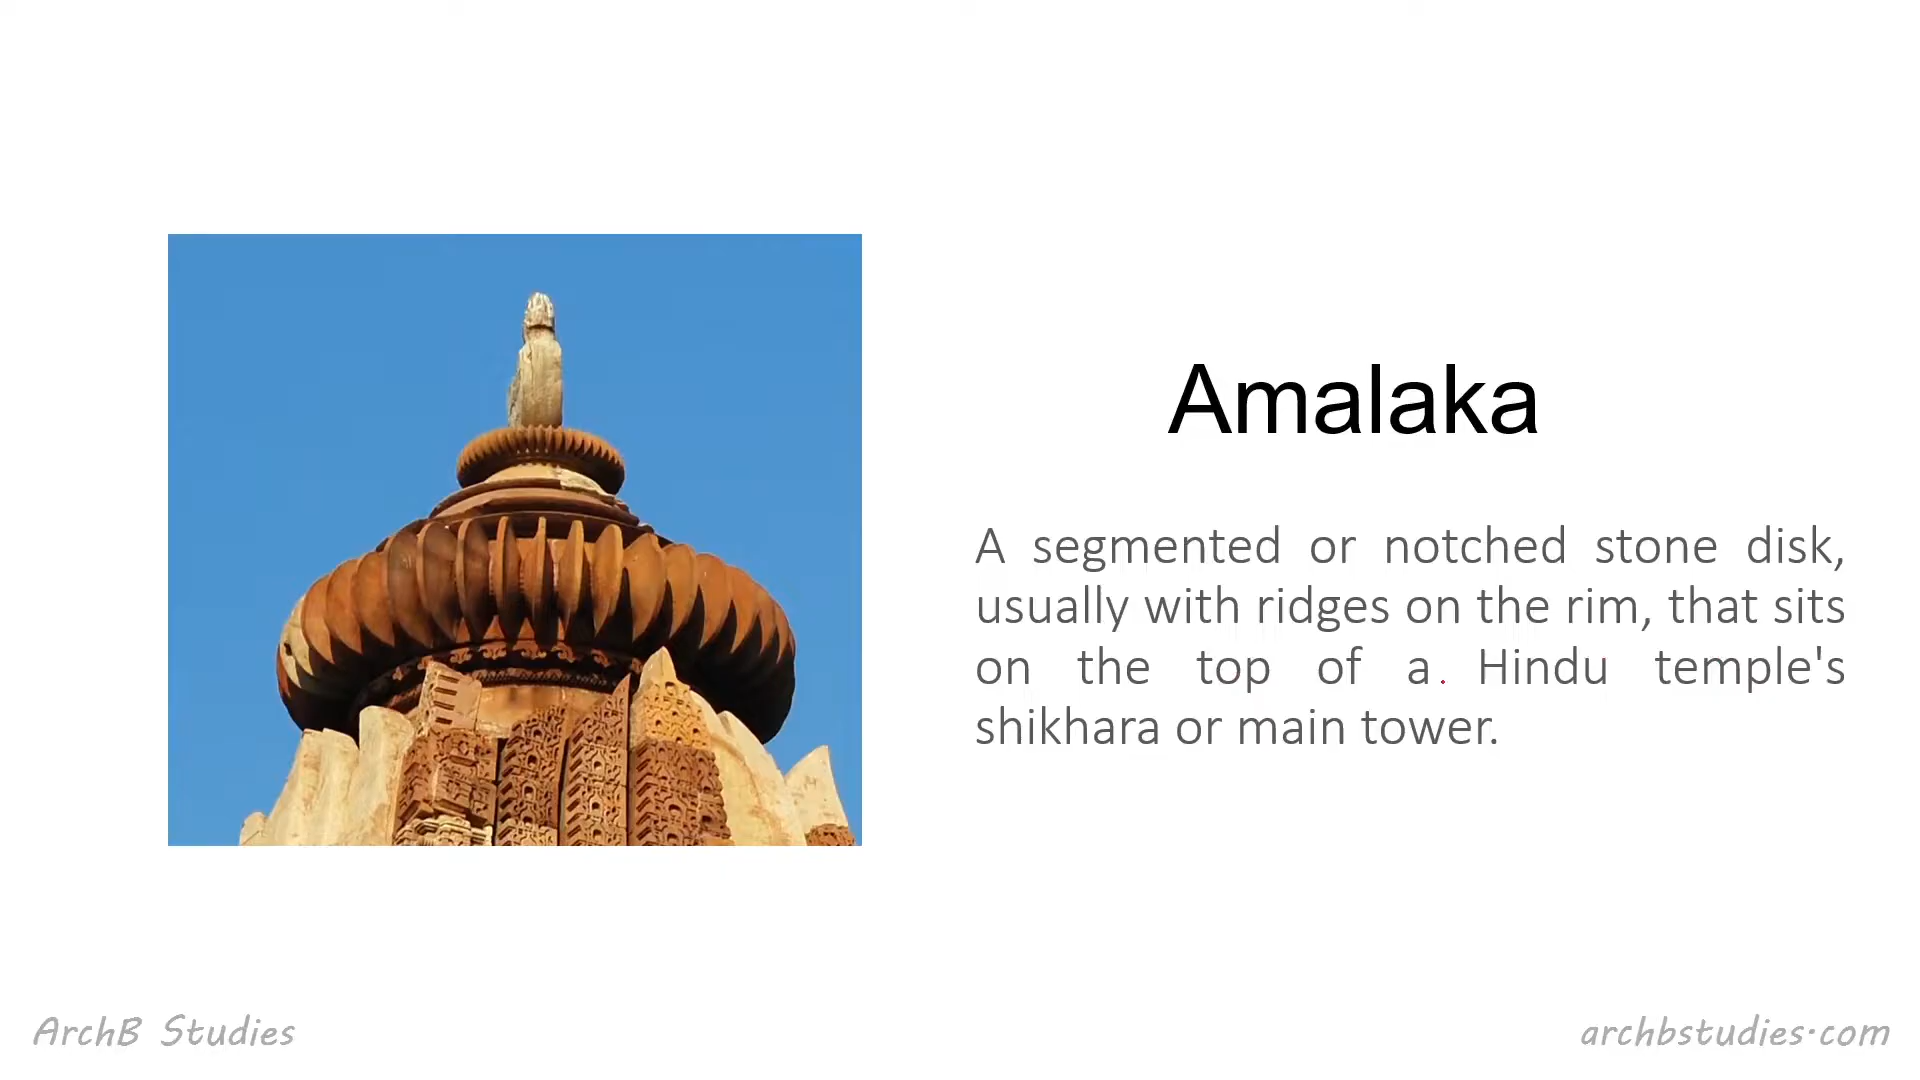 Amalaka
A segmented or notched stone disk,
usually with ridges on the rim, that sits
on the top of a Hindu temple's
shikhara or main tower.
ArchB Studies
archbstudies.com